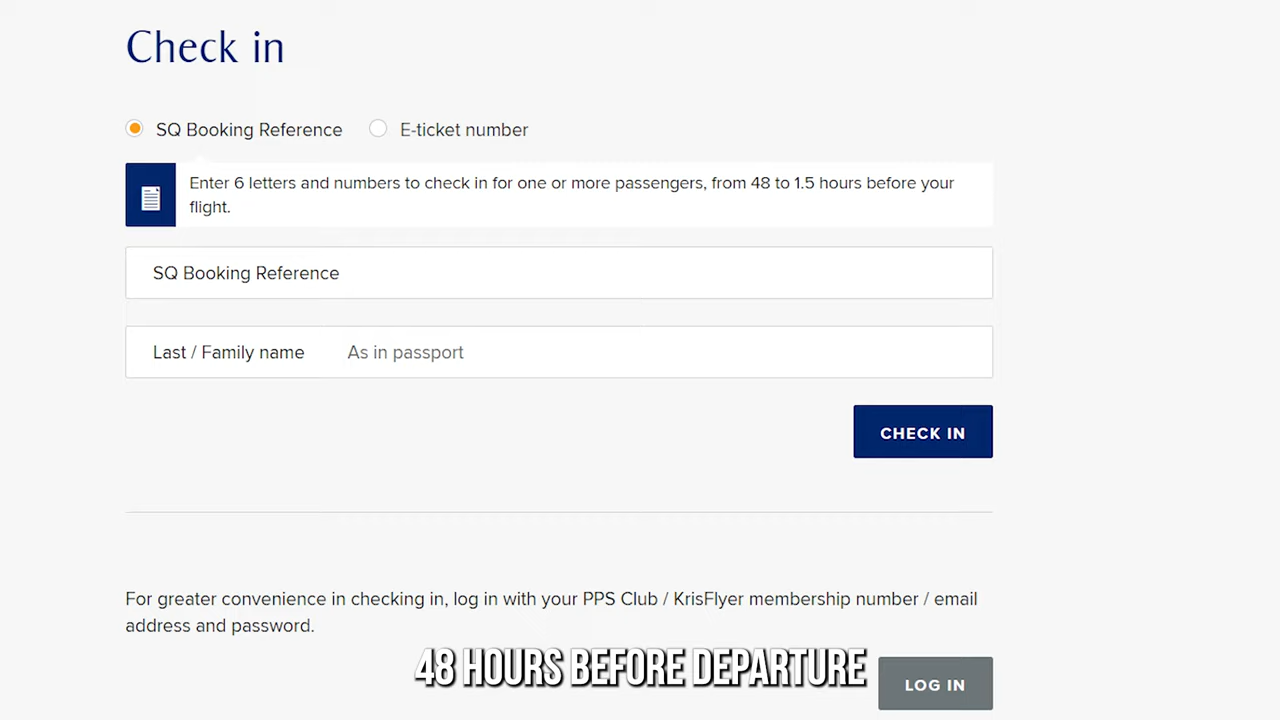 Check in
SQ Booking Reference E-ticket number
Enter 6 letters and numbers to check in for one or more passengers, from 48 to 1.5 hours before your
flight.
SQ Booking Reference
Last / Family name As in passport
CHECK IN
For greater convenience in checking in, log in with your PPS Club / KrisFlyer membership number / email
address and password.
48 HOURS BEFORE DEPARTURE
LOG IN